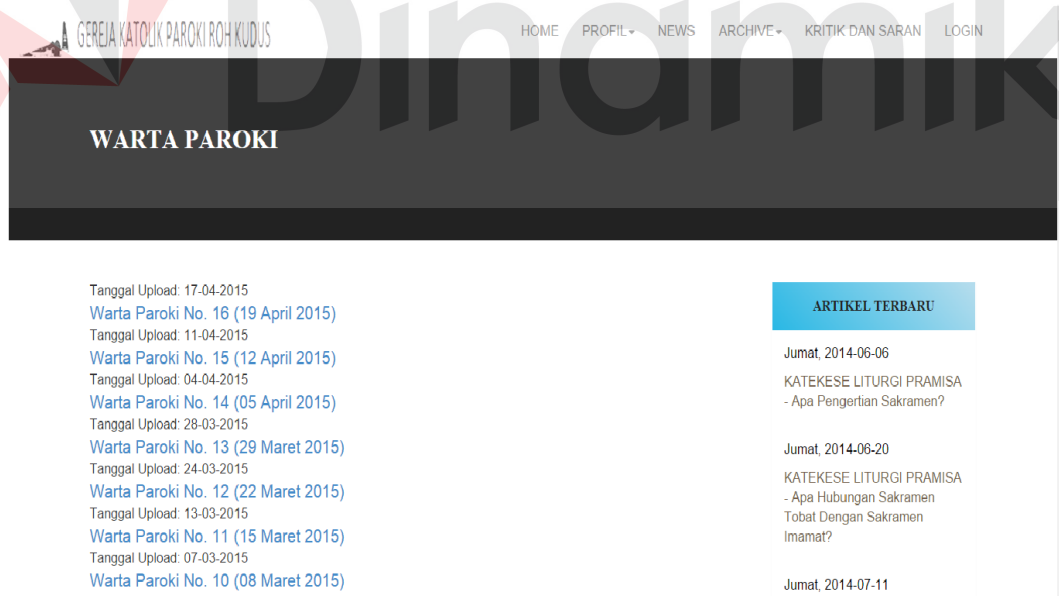 Dinamik
GEREJA KATOLIK PAROKI ROH KUDUS
HOME PROFIL NEWS ARCHIVE KRITIK DAN SARAN LOGIN
WARTA PAROKI
Tanggal Upload: 17-04-2015
Warta Paroki No. 16 (19 April 2015)
Tanggal Upload: 11-04-2015
Warta Paroki No. 15 (12 April 2015)
Tanggal Upload: 04-04-2015
Warta Paroki No. 14 (05 April 2015)
Tanggal Upload: 28-03-2015
Warta Paroki No. 13 (29 Maret 2015)
Tanggal Upload: 24-03-2015
Warta Paroki No. 12 (22 Maret 2015)
Tanggal Upload: 13-03-2015
Warta Paroki No. 11 (15 Maret 2015)
Tanggal Upload: 07-03-2015
Warta Paroki No. 10 (08 Maret 2015)
ARTIKEL TERBARU
Jumat, 2014-06-06
KATEKESE LITURGI PRAMISA
- Apa Pengertian Sakramen?
Jumat, 2014-06-20
KATEKESE LITURGI PRAMISA
- Apa Hubungan Sakramen
Tobat Dengan Sakramen
Imamat?
Jumat, 2014-07-11